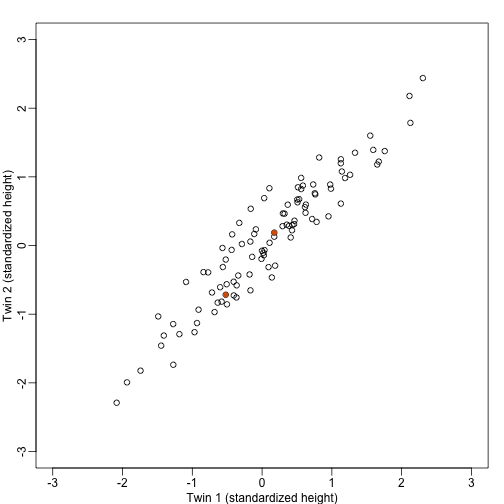 3
2
1
0
-1
-2
-3
Twin 2 (standardized height)
-3 -2 -1 0 1 2 3
Twin 1 (standardized height)